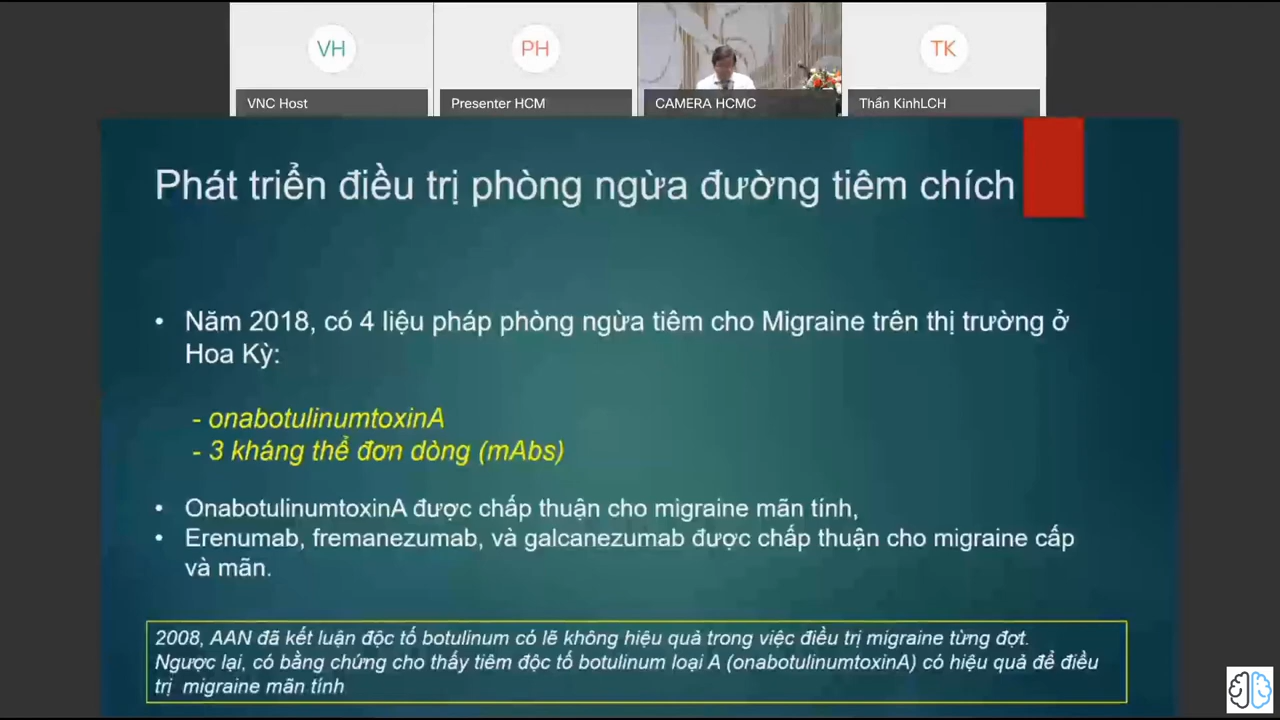 VH
PH
TK
VNC Host
Presenter HCM
CAMERA HCMC
Thần KinhLCH
Phát triển điều trị phòng ngừa đường tiêm chích
• Năm 2018, có 4 liệu pháp phòng ngừa tiêm cho Migraine trên thị trường ở
Hoa Kỳ:
- onabotulinumtoxinA
- 3 kháng thể đơn dòng (mAbs)
• OnabotulinumtoxinA được chấp thuận cho migraine mãn tính,
• Erenumab, fremanezumab, và galcanezumab được chấp thuận cho migraine cấp
và mãn.
2008, AAN đã kết luận độc tố botulinum có lẽ không hiệu quả trong việc điều trị migraine từng đợt.
Ngược lại, có bằng chứng cho thấy tiêm độc tố botulinum loại A (onabotulinumtoxinA) có hiệu quả để điều
trị migraine mãn tính